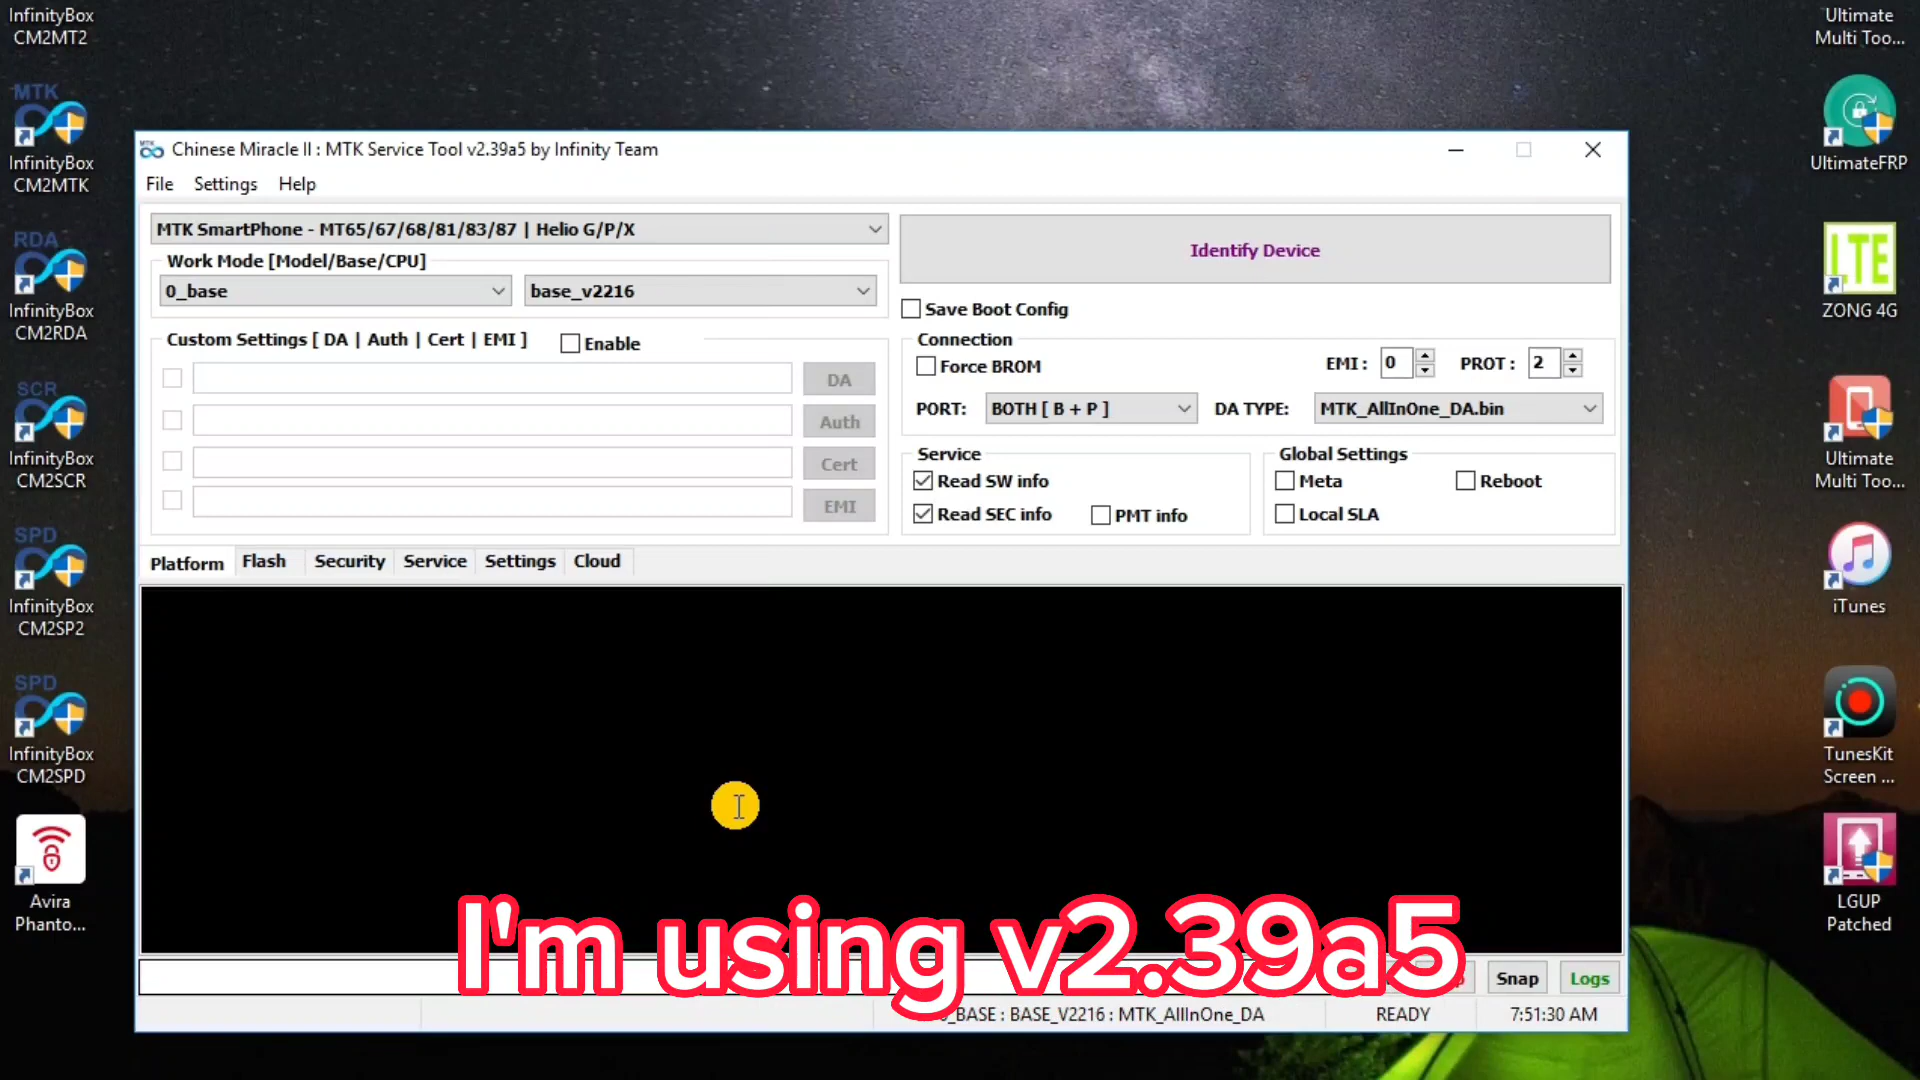 InfinityBox
CM2MT2
MTK
InfinityBox
CM2MTK
RDA
InfinityBox
CM2RDA
SCR
InfinityBox
CM2SCR
SPD
InfinityBox
CM2SP2
SPD
InfinityBox
CM2SPD
Avira
Phanto...
Chinese Miracle II : MTK Service Tool v2.39a5 by Infinity Team
File Settings Help
MTK SmartPhone - MT65/67/68/81/83/87 | Helio G/P/X
Work Mode [Model/Base/CPU]
0_base
base_v2216
Custom Settings [ DA | Auth | Cert | EMI ]
Enable
DA
Auth
Cert
EMI
Identify Device
Save Boot Config
Connection
Force BROM
EMI : 0
PROT : 2
PORT: BOTH [ B + P ]
DA TYPE: MTK_AllInOne_DA.bin
Service
Read SW info
Read SEC info
PMT info
Global Settings
Meta
Reboot
Local SLA
Platform Flash Security Service Settings Cloud
I'm using v2.39a5
Snap
Logs
_BASE : BASE_V2216 : MTK_AllInOne_DA
READY
7:51:30 AM
Ultimate
Multi Too...
UltimateFRP
LTE
ZONG 4G
Ultimate
Multi Too...
iTunes
TunesKit
Screen ...
LGUP
Patched